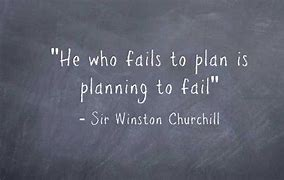 "He who fails to plan is
planning to fail"
- Sir Winston Churchill